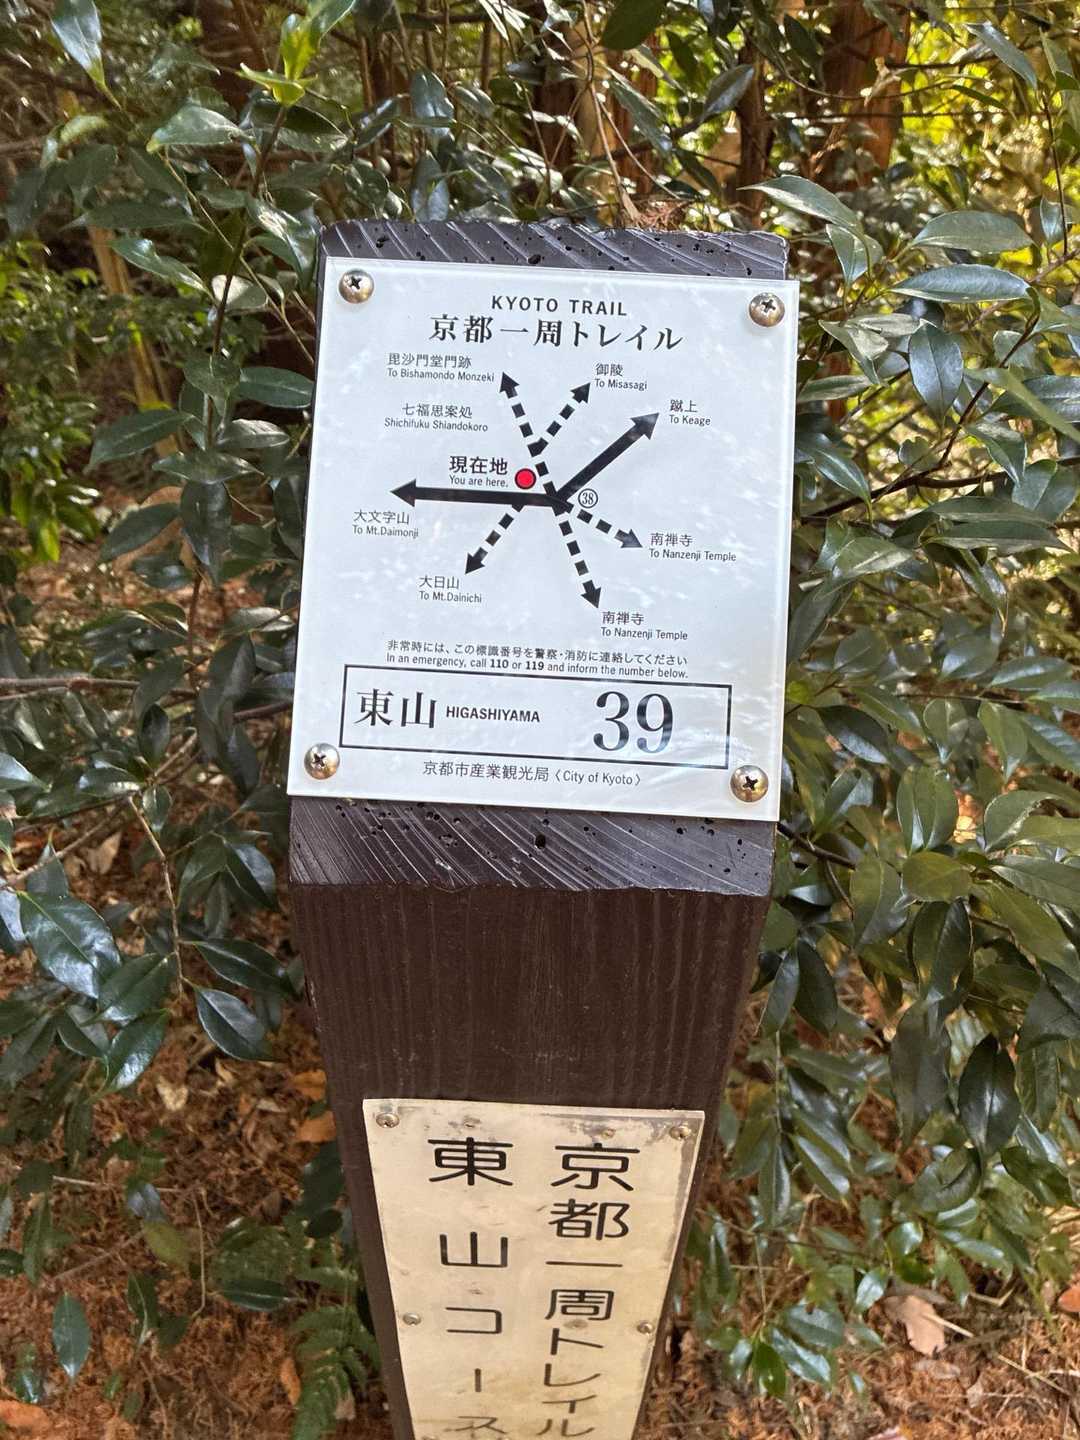 KYOTO TRAIL
京都一周トレイル
毘沙門堂門跡
To Bishamondo Monzeki
御陵
To Misasagi
七福思案処
Shichifuku Shiandokoro
蹴上
To Keage
現在地
You are here.
38
大文字山
To Mt.Daimonji
南禅寺
To Nanzenji Temple
大日山
To Mt.Dainichi
南禅寺
To Nanzenji Temple
非常時には、この標識番号を警察・消防に連絡してください
In an emergency, call 110 or 119 and inform the number below.
東山 HIGASHIYAMA 39
京都市産業観光局〈City of Kyoto〉
京都一周トレイル
東山コース